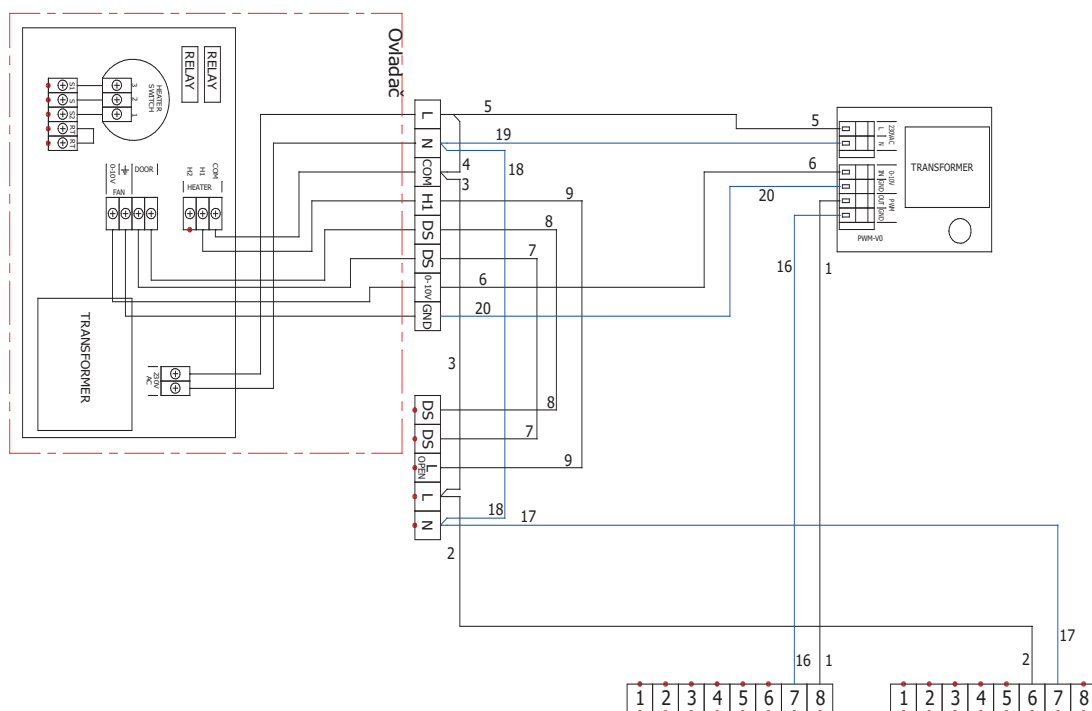 Ovladač
RELAY
RELAY
HEATER
SWITCH
3
2
1
S1
S
S2
RT
RT
0-10V
DOOR
FAN
H2
H1
COM
HEATER
TRANSFORMER
230V
AC
L
N
COM
H1
DS
DS
0-10V
GND
5
19
4
3
18
9
8
7
6
20
3
DS
DS
L
OPEN
L
N
8
7
9
18
17
2
5
6
20
230VAC
L
N
0-10V
IN
GND
PWM
OUT
GND
TRANSFORMER
PWM-V0
16
1
17
16
1
2
1 2 3 4 5 6 7 8
1 2 3 4 5 6 7 8